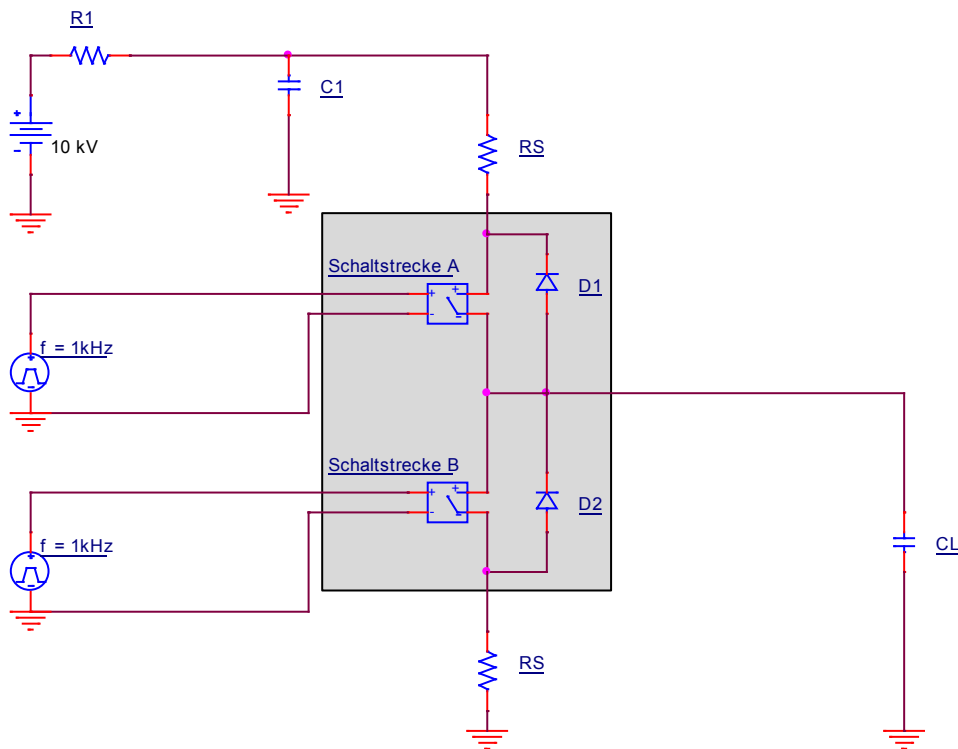 R1
C1
10 kV
RS
Schaltstrecke A
D1
f = 1kHz
Schaltstrecke B
D2
f = 1kHz
CL
RS